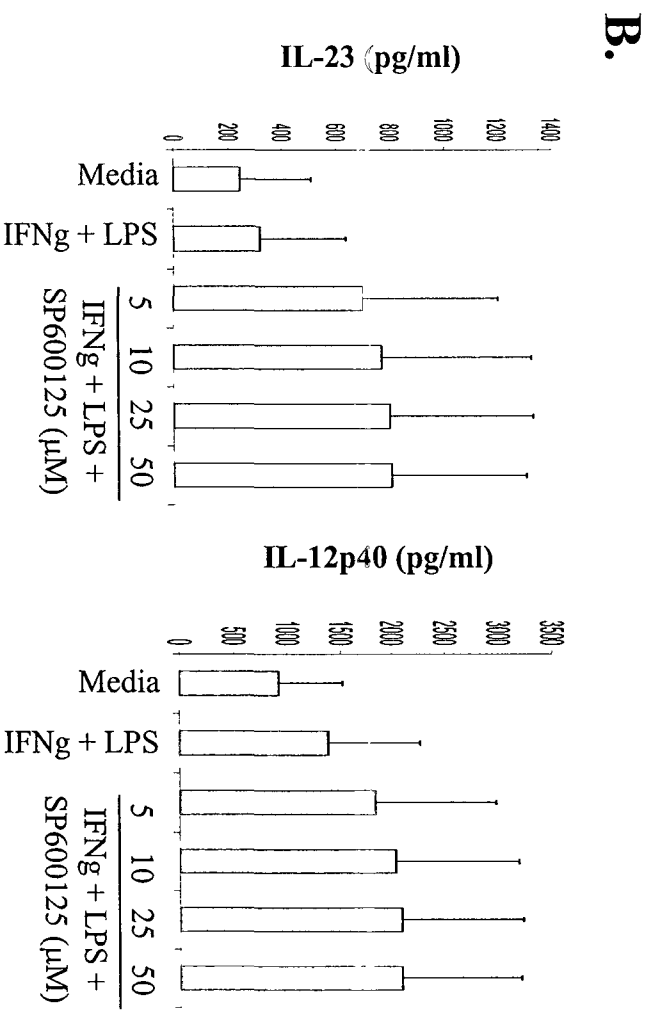 B.
IL-23 (pg/ml)
1400
1200
1000
800
600
400
200
0
Media
IFNg + LPS
5
10
25
50
IFNg + LPS +
SP600125 (μM)
IL-12p40 (pg/ml)
3500
3000
2500
2000
1500
1000
500
0
Media
IFNg + LPS
5
10
25
50
IFNg + LPS +
SP600125 (μM)